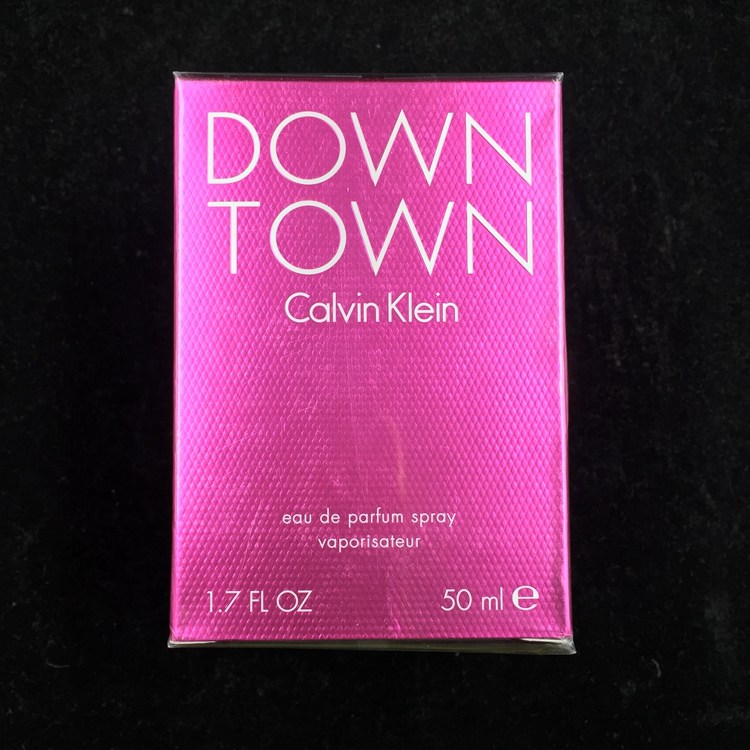 DOWN
TOWN
Calvin Klein
eau de parfum spray
vaporisateur
1.7 FL OZ 50 ml ℮